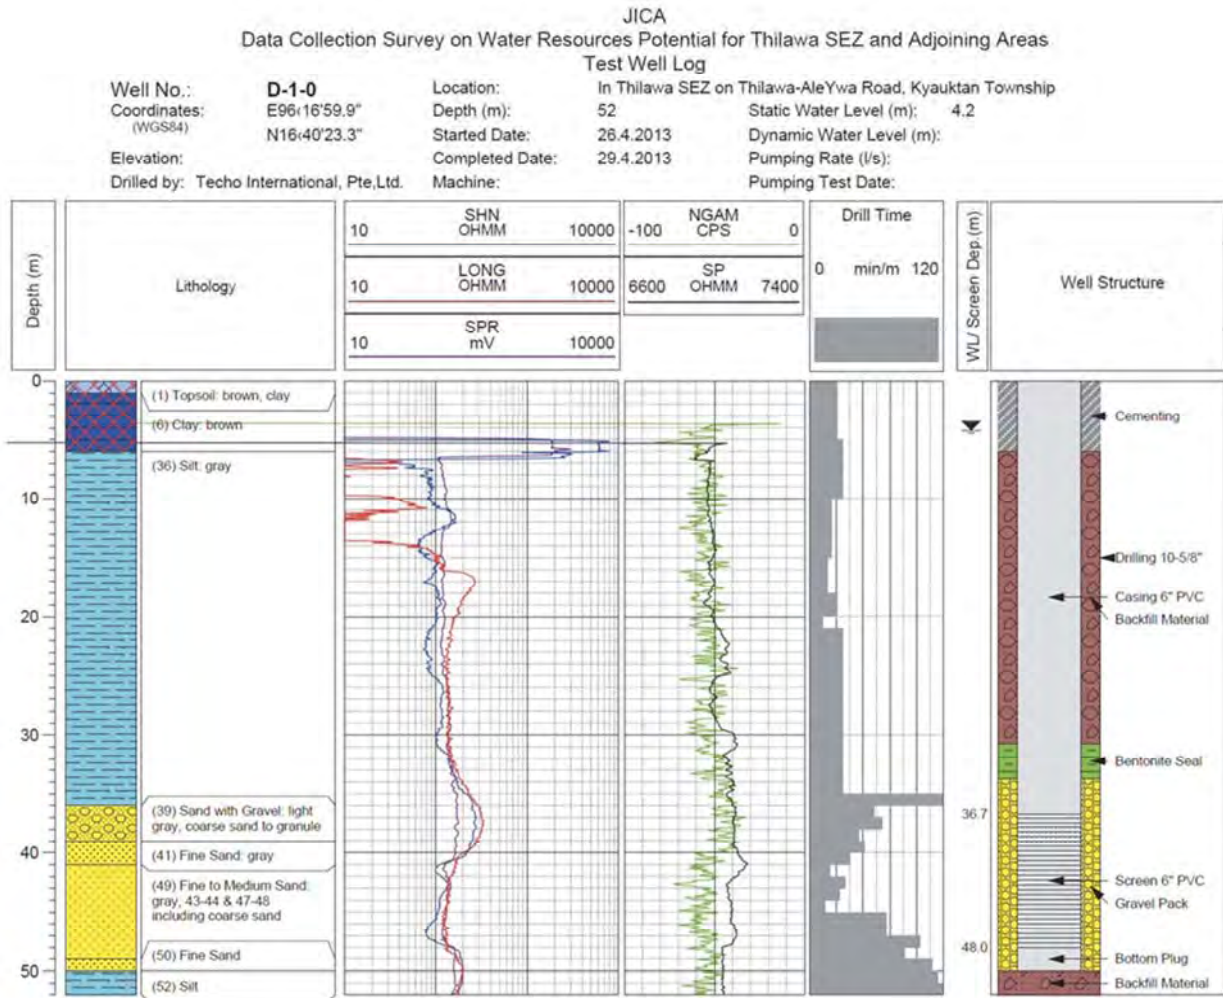 JICA
Data Collection Survey on Water Resources Potential for Thilawa SEZ and Adjoining Areas
Test Well Log
Well No.: D-1-0 Location: In Thilawa SEZ on Thilawa-AleYwa Road, Kyauktan Township
Coordinates: E96‹16'59.9" Depth (m): 52 Static Water Level (m): 4.2
(WGS84) N16‹40'23.3" Started Date: 26.4.2013 Dynamic Water Level (m):
Elevation: Completed Date: 29.4.2013 Pumping Rate (l/s):
Drilled by: Techo International, Pte,Ltd. Machine: Pumping Test Date:
Depth (m)
Lithology
SHN
10 OHMM 10000
LONG
10 OHMM 10000
SPR
10 mV 10000
NGAM
-100 CPS 0
SP
6600 OHMM 7400
Drill Time
0 min/m 120
WL/ Screen Dep.(m)
Well Structure
0
10
20
30
40
50
(1) Topsoil: brown, clay
(6) Clay: brown
(36) Silt: gray
(39) Sand with Gravel: light
gray, coarse sand to granule
(41) Fine Sand: gray
(49) Fine to Medium Sand:
gray, 43-44 & 47-48
including coarse sand
(50) Fine Sand
(52) Silt
36.7
48.0
Cementing
Drilling 10-5/8"
Casing 6" PVC
Backfill Material
Bentonite Seal
Screen 6" PVC
Gravel Pack
Bottom Plug
Backfill Material